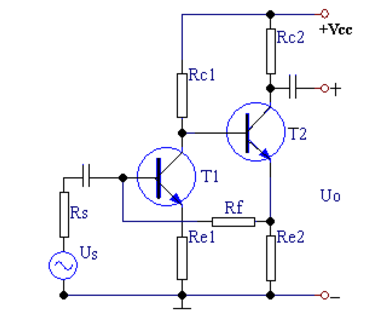 +Vcc
Rc2
Rc1
+
T2
T1
Uo
Rs
Rf
Us
Re1
Re2
−